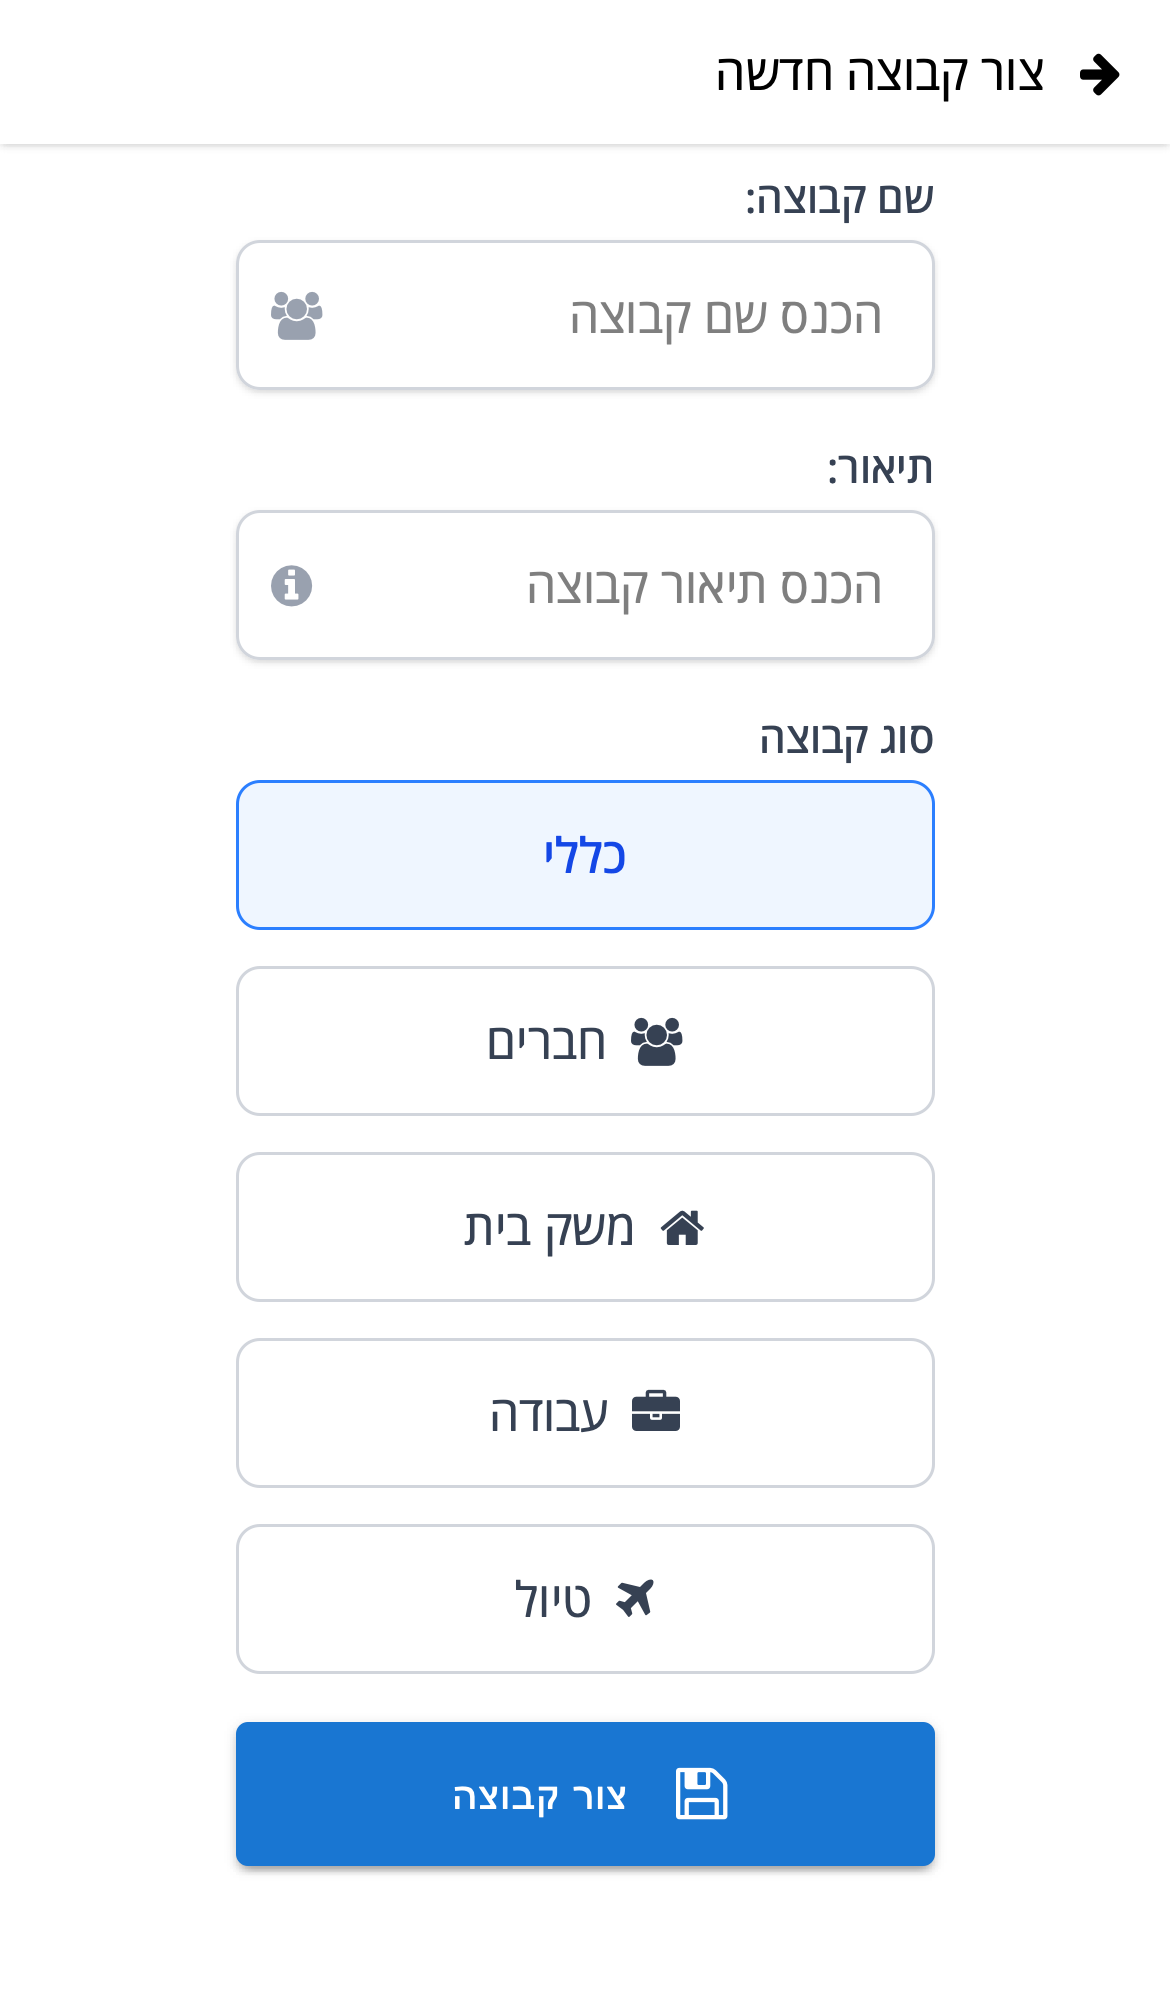 צור קבוצה חדשה
שם קבוצה:
הכנס שם קבוצה
תיאור:
הכנס תיאור קבוצה
סוג קבוצה
כללי
חברים
משק בית
עבודה
טיול
צור קבוצה